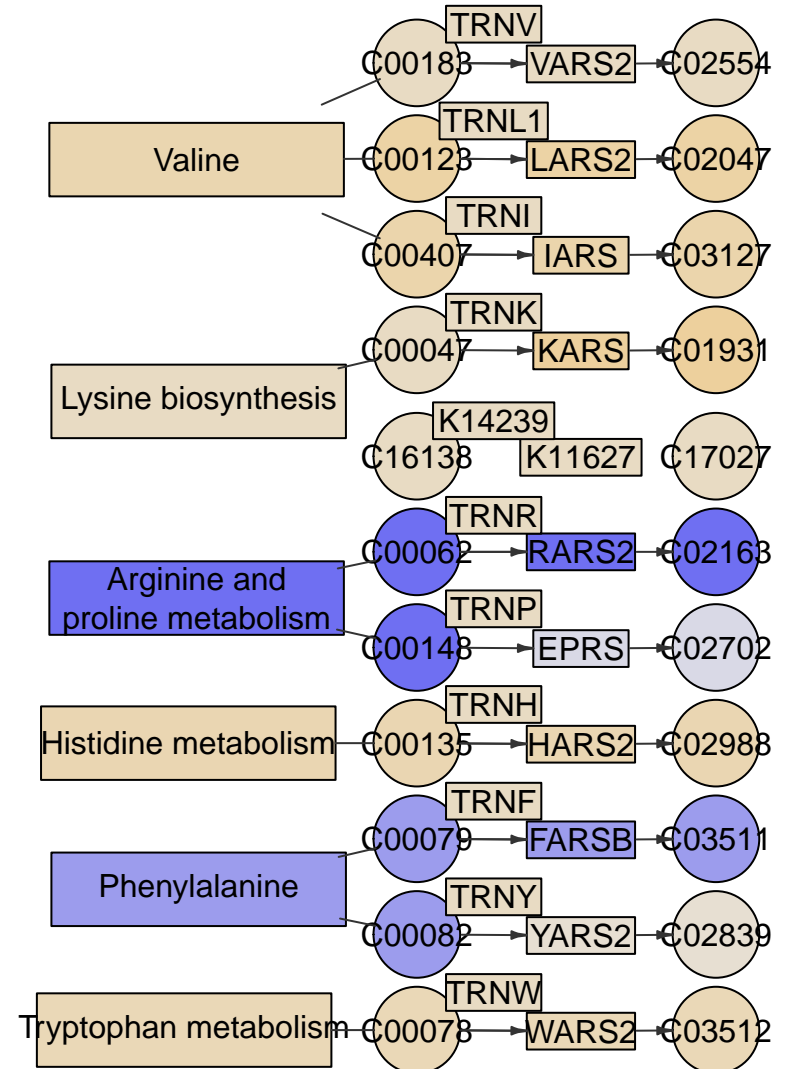 TRNV
C00183
VARS2
C02554
TRNL1
Valine
C00123
LARS2
C02047
TRNI
C00407
IARS
C03127
TRNK
C00047
KARS
C01931
Lysine biosynthesis
K14239
C16138
K11627
C17027
TRNR
C00062
RARS2
C02163
Arginine and
proline metabolism
TRNP
C00148
EPRS
C02702
TRNH
Histidine metabolism
C00135
HARS2
C02988
TRNF
C00079
FARSB
C03511
Phenylalanine
TRNY
C00082
YARS2
C02839
TRNW
Tryptophan metabolism
C00078
WARS2
C03512